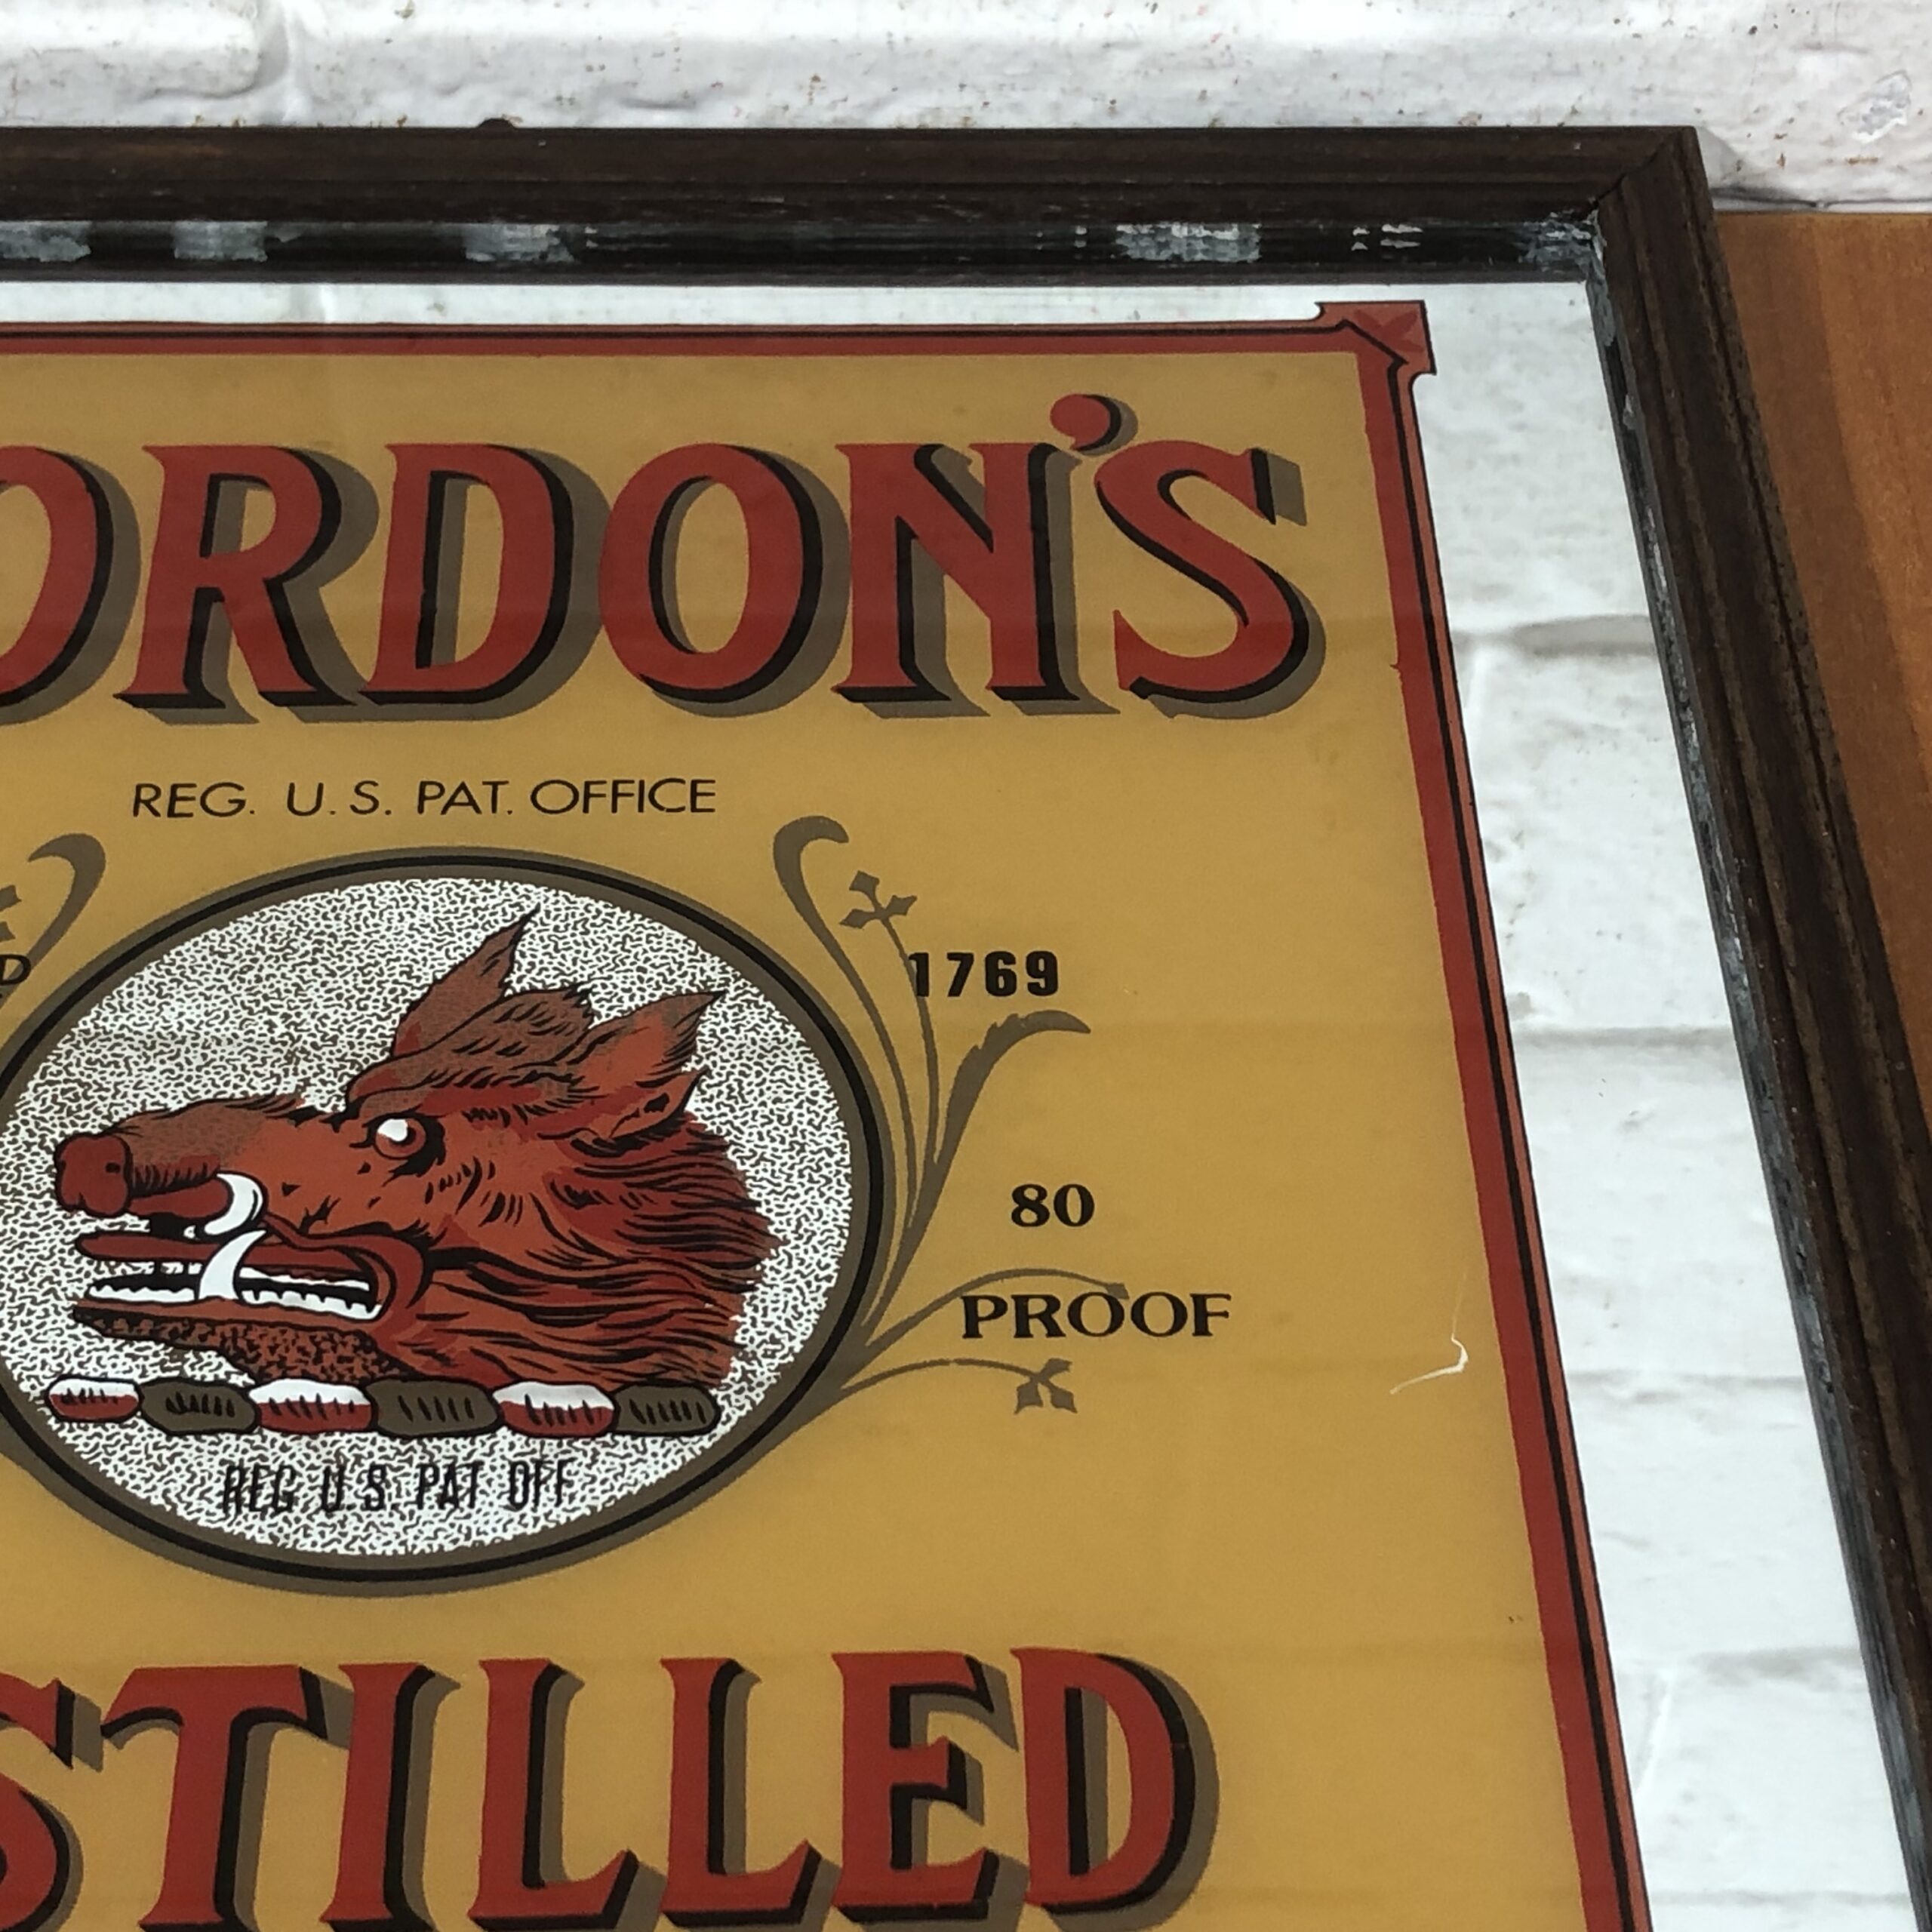 ORDON'S
REG. U.S. PAT. OFFICE
D 1769
80
PROOF
REG U.S. PAT OFF
STILLED